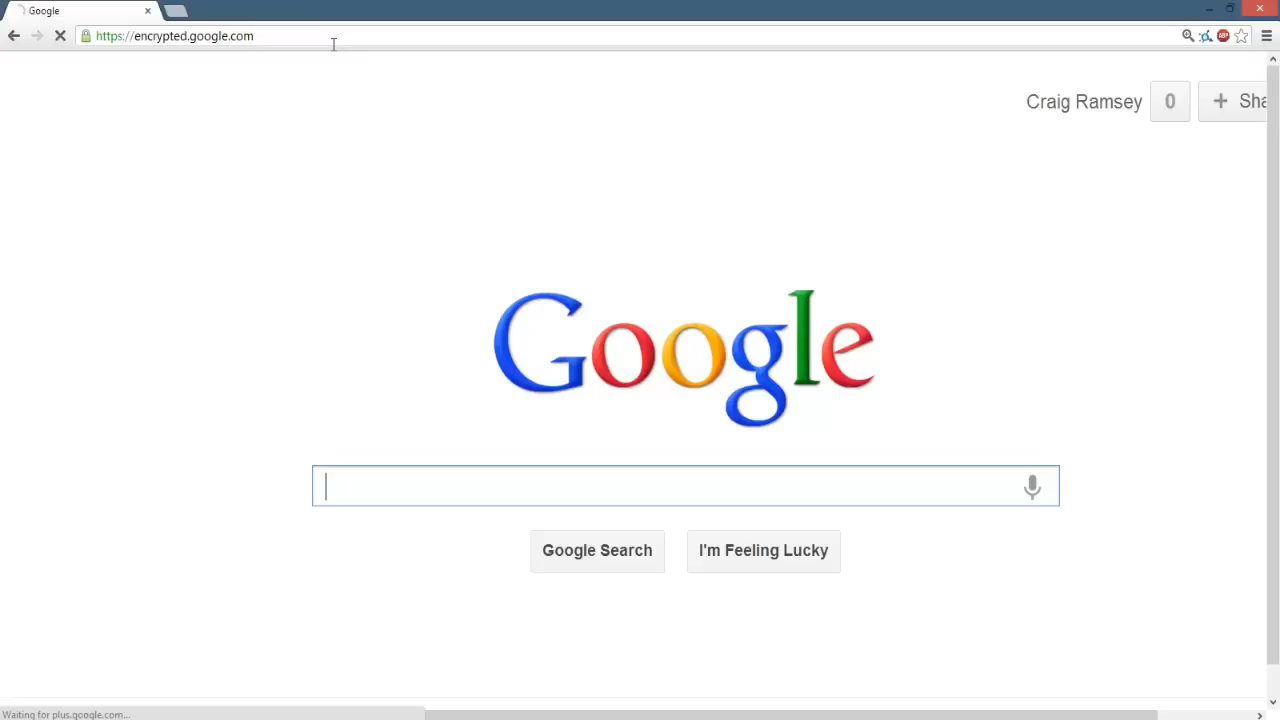 Google
https://encrypted.google.com
ABP
Craig Ramsey 0 + Sha
Google
Google Search I'm Feeling Lucky
Waiting for plus.google.com...